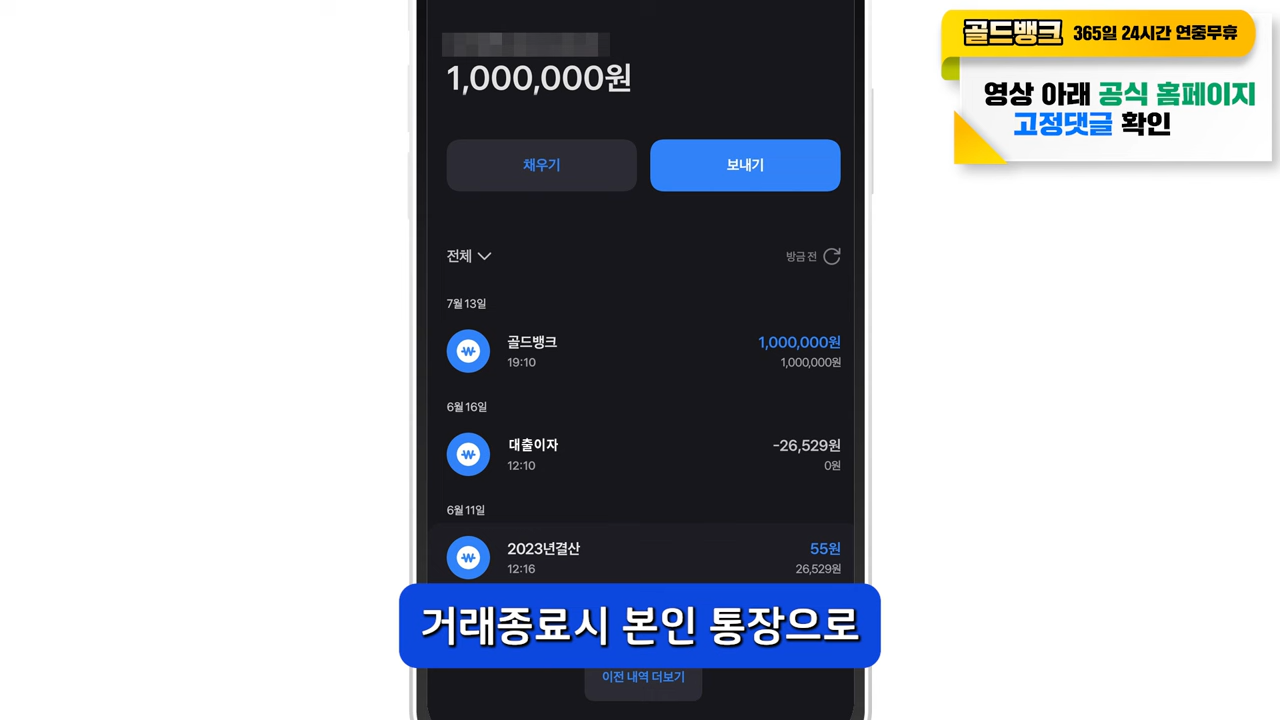 골드뱅크 365일 24시간 연중무휴
영상 아래 공식 홈페이지
고정댓글 확인
1,000,000원
채우기
보내기
전체
방금 전
7월 13일
골드뱅크
1,000,000원
19:10
1,000,000원
6월 16일
대출이자
-26,529원
12:10
0원
6월 11일
2023년결산
55원
12:16
26,529원
거래종료시 본인 통장으로
이전 내역 더보기